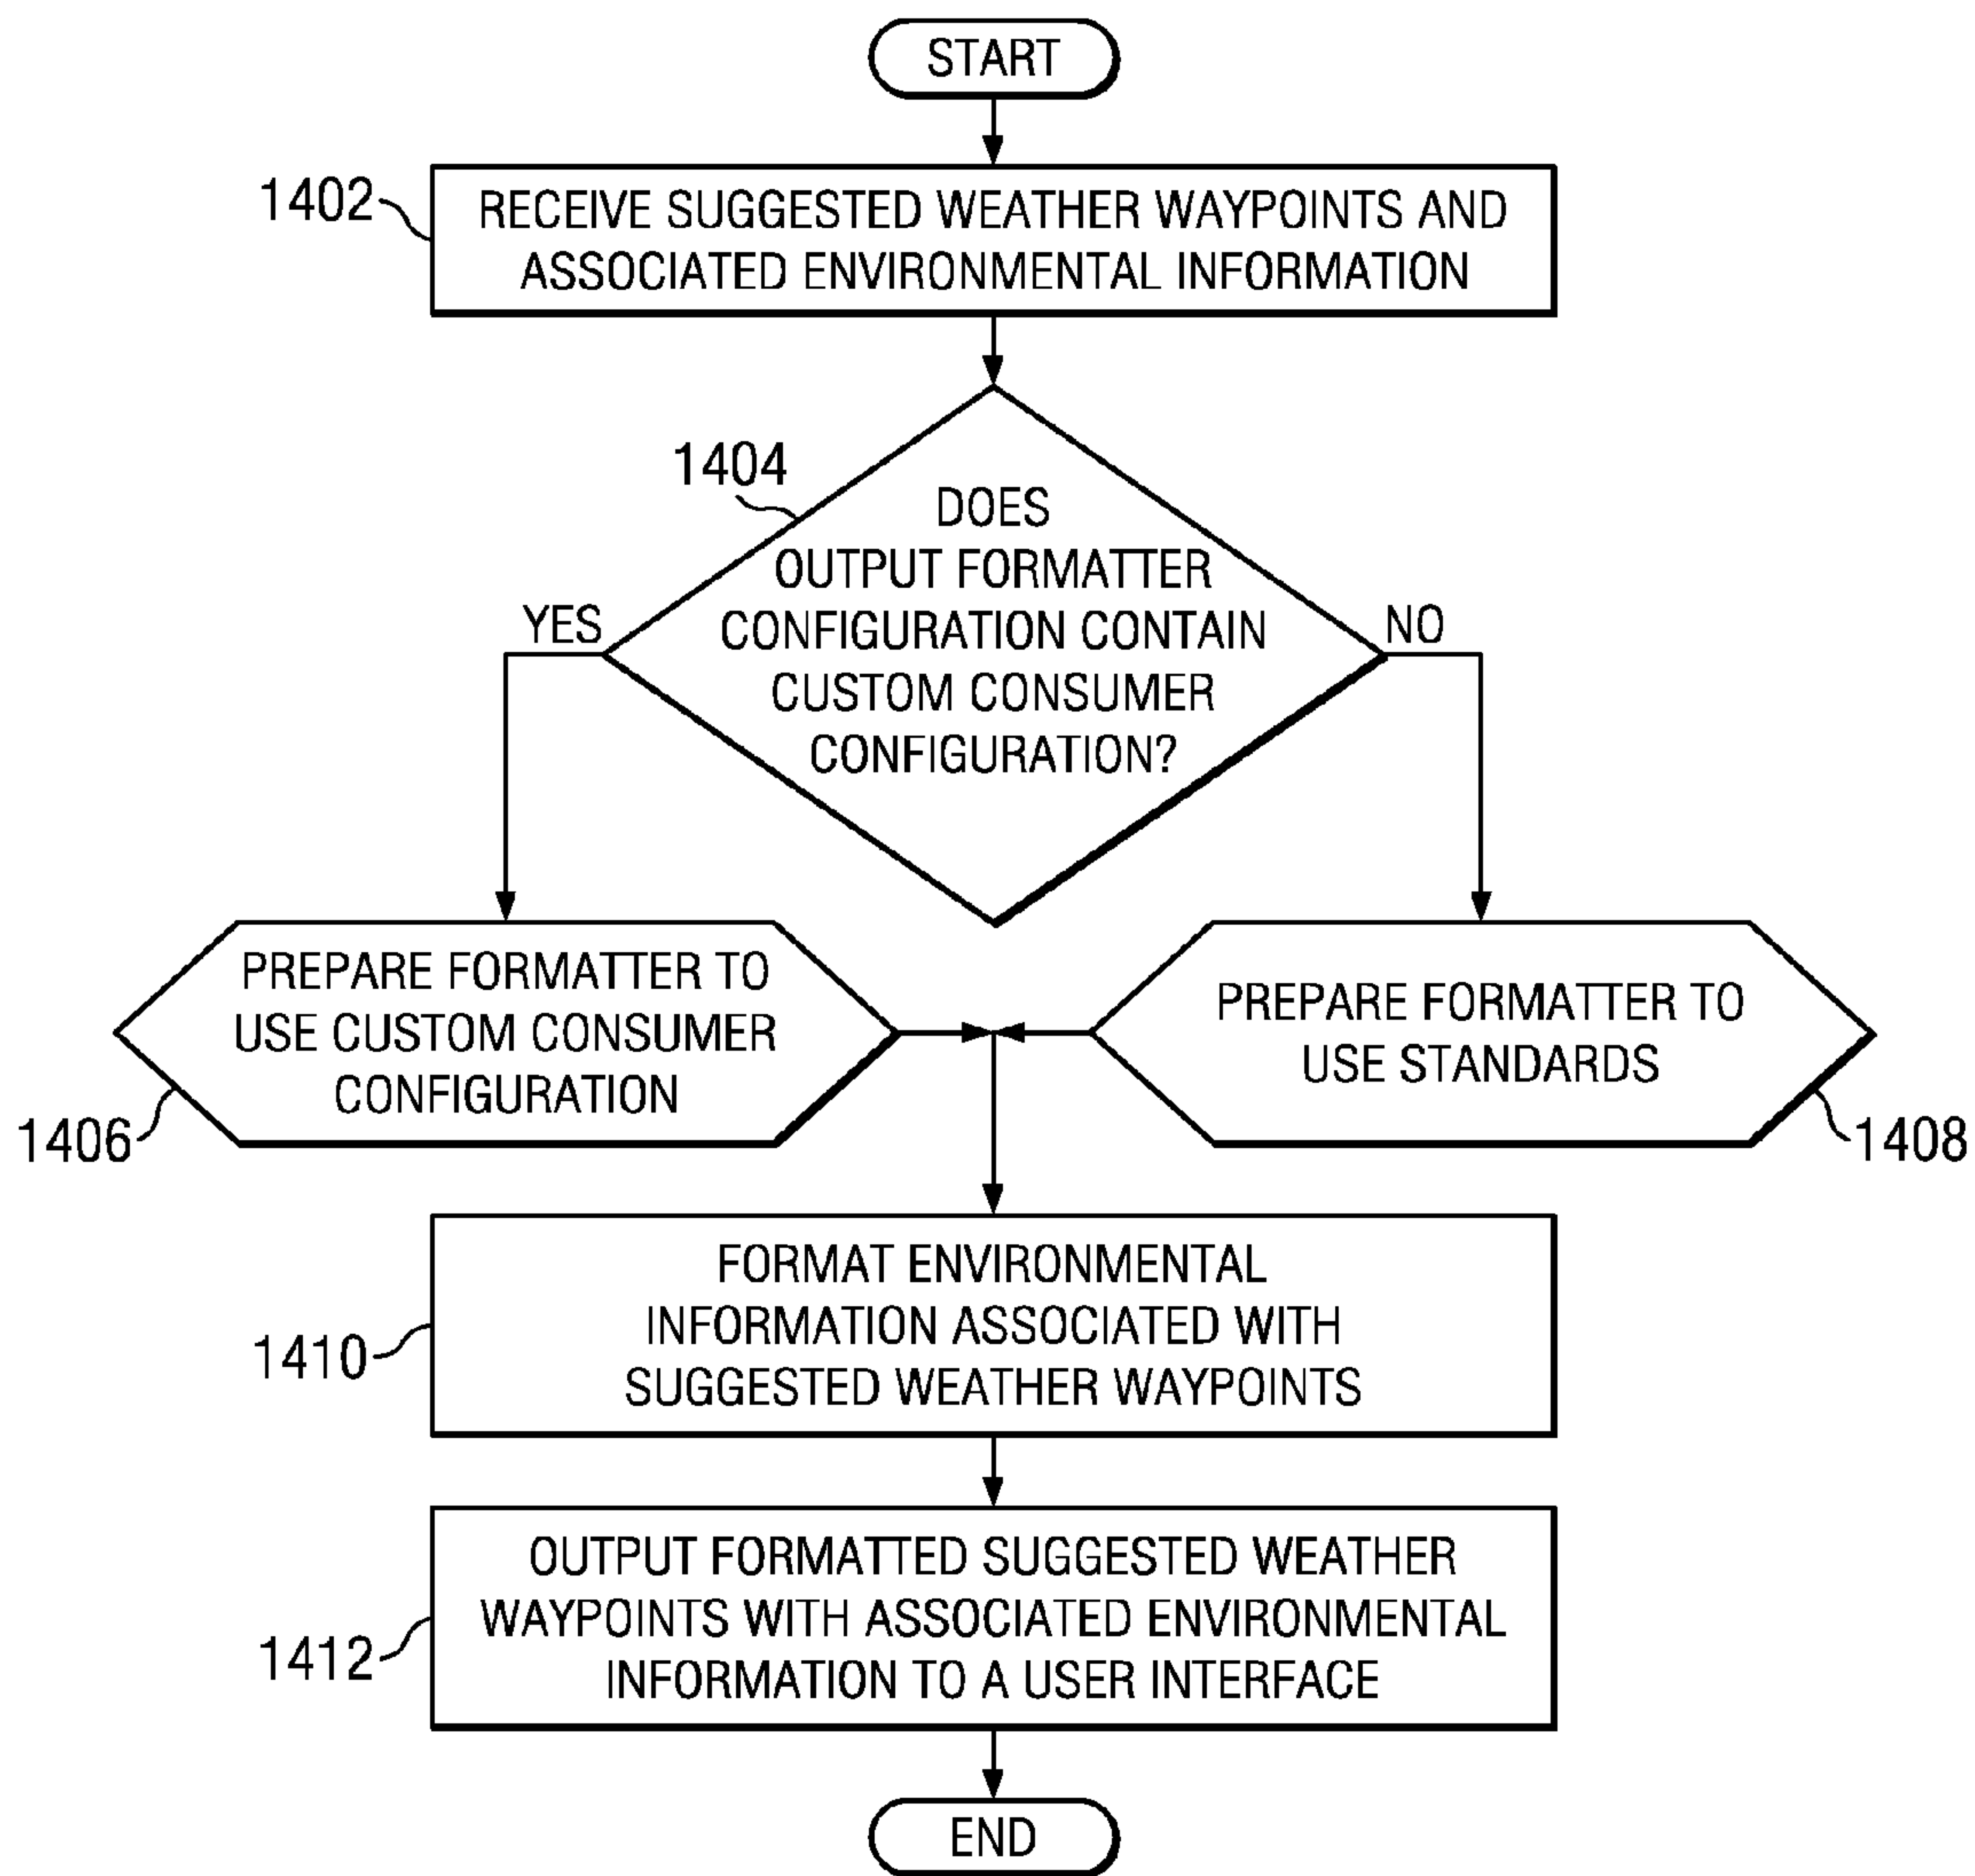 START
1402
RECEIVE SUGGESTED WEATHER WAYPOINTS AND
ASSOCIATED ENVIRONMENTAL INFORMATION
1404
DOES
OUTPUT FORMATTER
CONFIGURATION CONTAIN
CUSTOM CONSUMER
CONFIGURATION?
YES
NO
PREPARE FORMATTER TO
USE CUSTOM CONSUMER
CONFIGURATION
1406
PREPARE FORMATTER TO
USE STANDARDS
1408
FORMAT ENVIRONMENTAL
INFORMATION ASSOCIATED WITH
SUGGESTED WEATHER WAYPOINTS
1410
OUTPUT FORMATTED SUGGESTED WEATHER
WAYPOINTS WITH ASSOCIATED ENVIRONMENTAL
INFORMATION TO A USER INTERFACE
1412
END